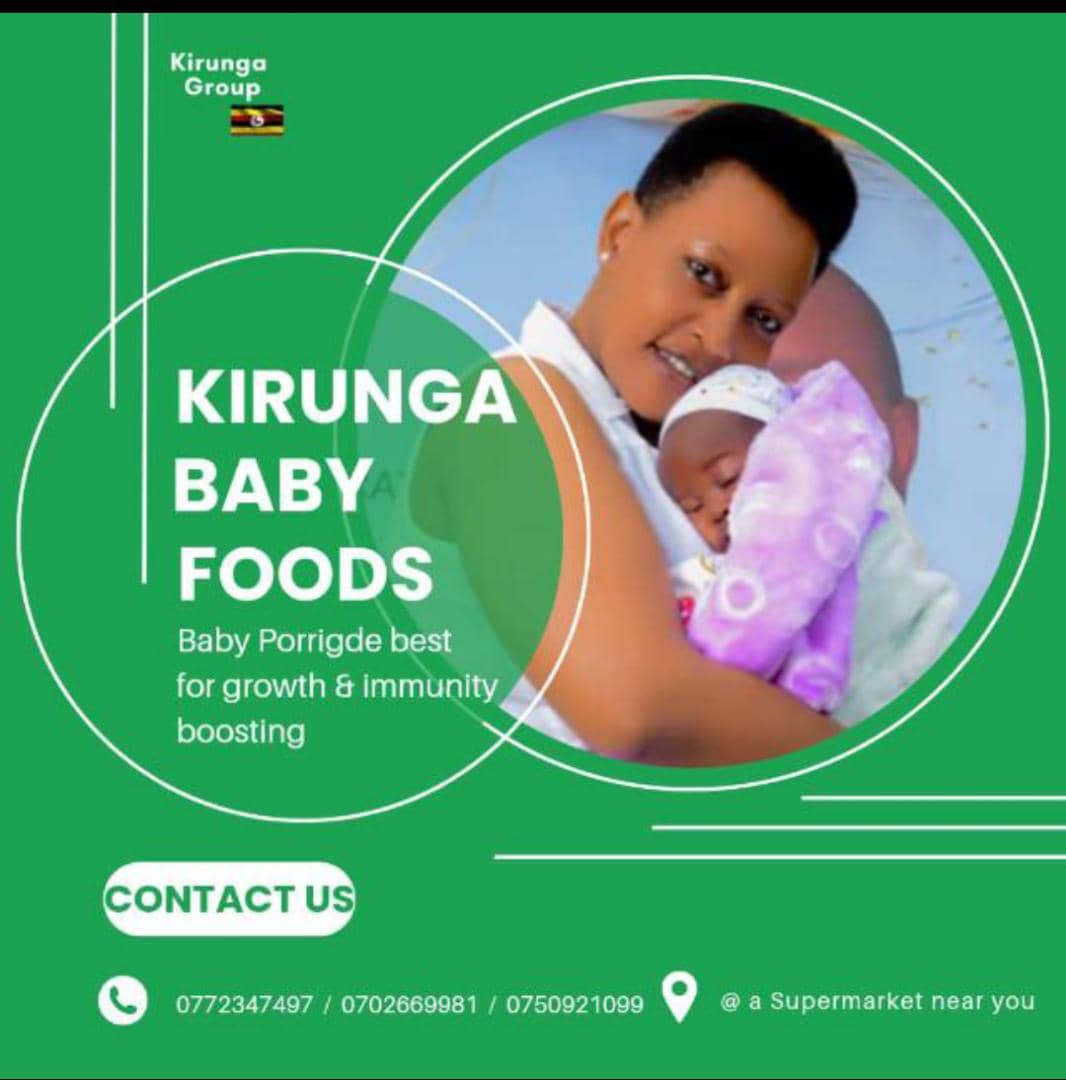 Kirunga
Group
KIRUNGA
BABY
FOODS
Baby Porrigde best
for growth & immunity
boosting
CONTACT US
0772347497 / 0702669981 / 0750921099
@ a Supermarket near you